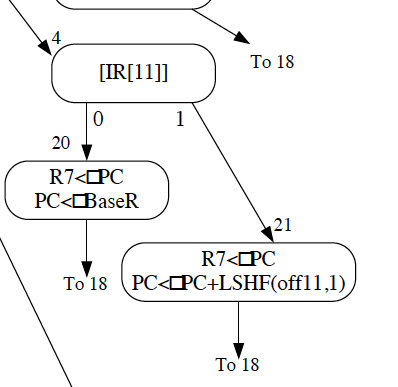 4
To 18
[IR[11]]
0
1
20
R7<□PC
PC<□BaseR
21
R7<□PC
PC<□PC+LSHF(off11,1)
To 18
To 18